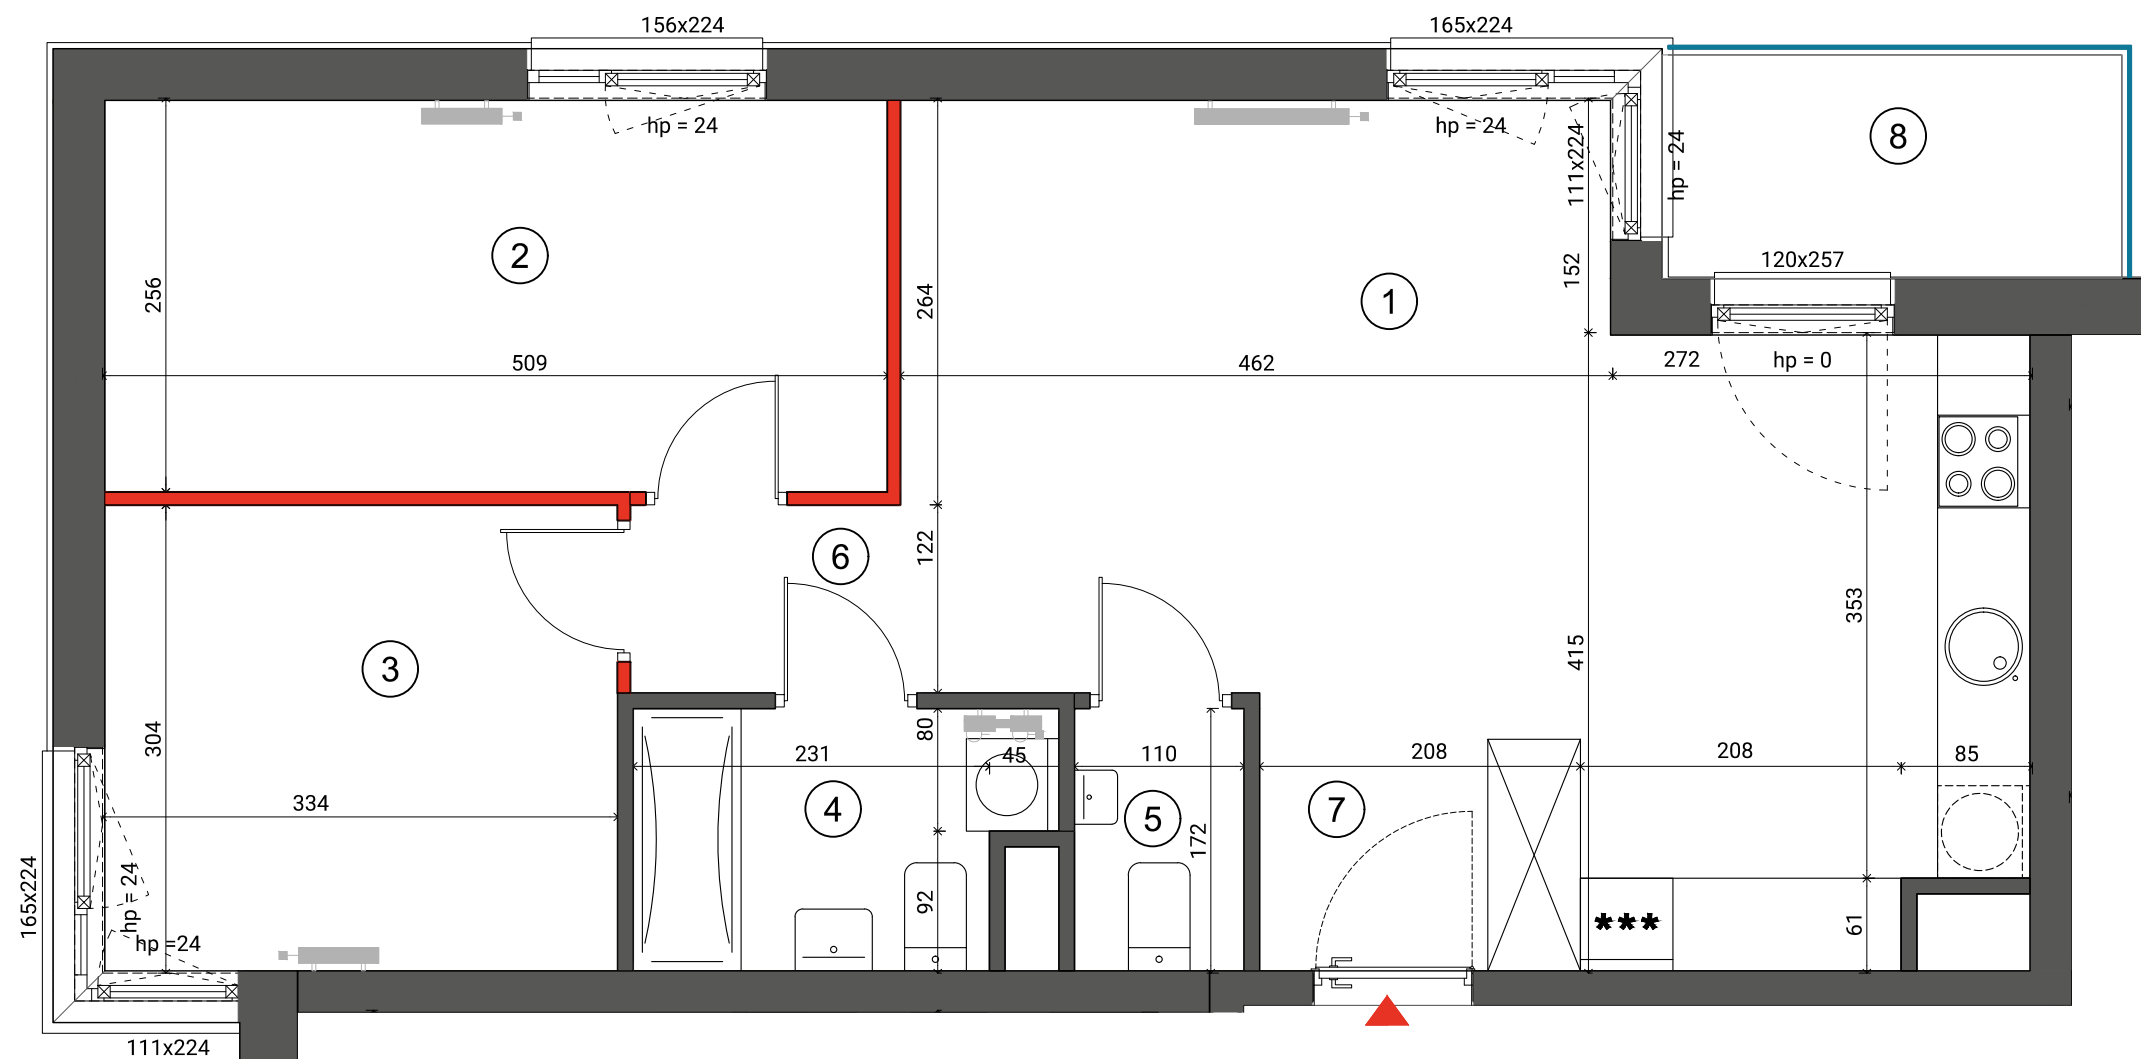 156x224
165x224
hp = 24
hp = 24
111x224
hp = 24
8
2
256
264
152
1
120x257
509
462
272
hp = 0
6
122
353
415
3
304
334
80
231
45
110
208
208
85
4
5
172
7
92
61
***
165x224
hp = 24
hp =24
111x224